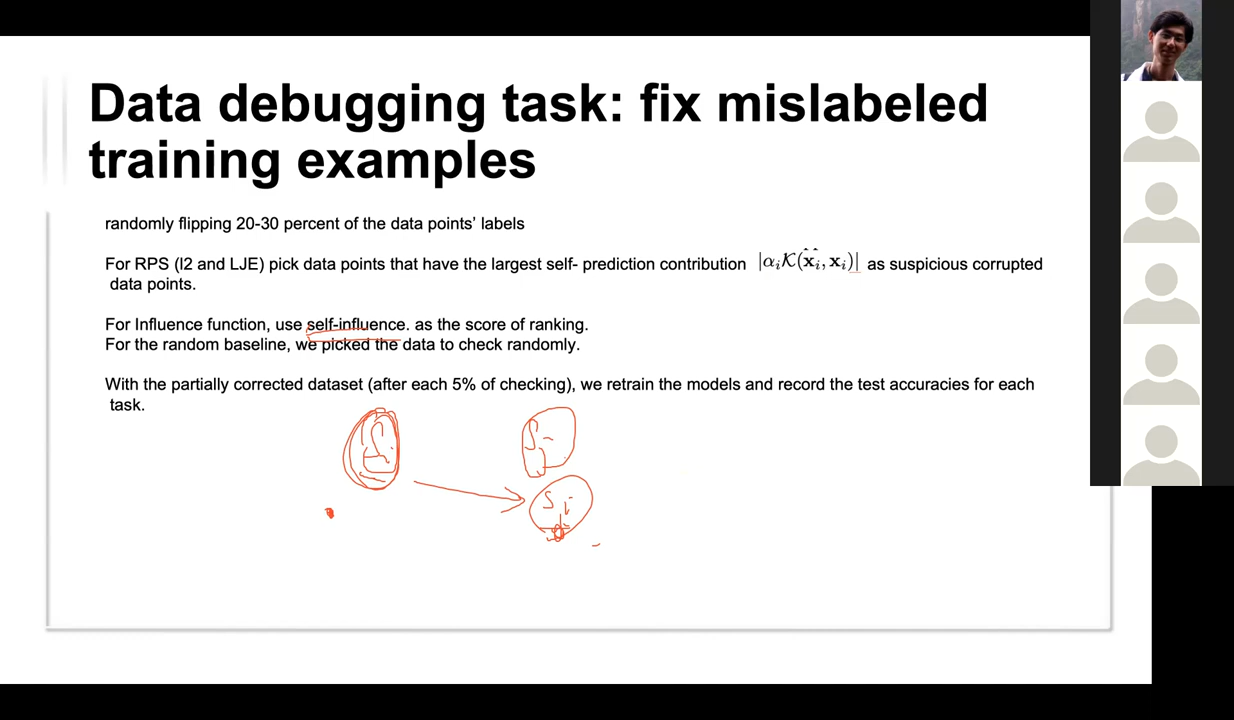 Data debugging task: fix mislabeled
training examples
randomly flipping 20-30 percent of the data points' labels
For RPS (l2 and LJE) pick data points that have the largest self- prediction contribution |αᵢ𝒦(𝐱ᵢ, 𝐱ᵢ)| as suspicious corrupted
data points.
For Influence function, use self-influence. as the score of ranking.
For the random baseline, we picked the data to check randomly.
With the partially corrected dataset (after each 5% of checking), we retrain the models and record the test accuracies for each
task.